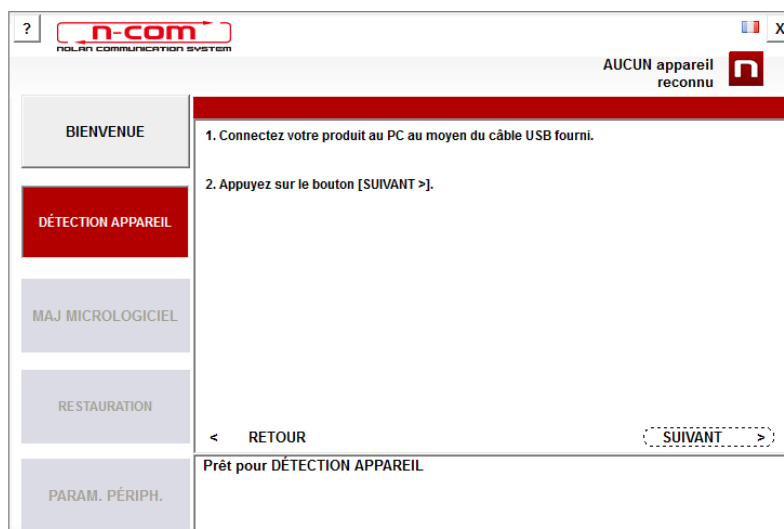 ?
n-com
NOLAN COMMUNICATION SYSTEM
X
AUCUN appareil
reconnu
n
BIENVENUE
DÉTECTION APPAREIL
MAJ MICROLOGICIEL
RESTAURATION
PARAM. PÉRIPH.
1. Connectez votre produit au PC au moyen du câble USB fourni.
2. Appuyez sur le bouton [SUIVANT >].
< RETOUR
SUIVANT >
Prêt pour DÉTECTION APPAREIL